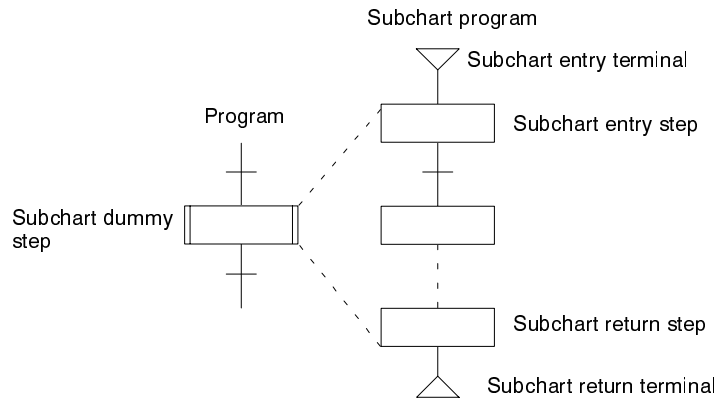 Subchart program
Subchart entry terminal
Program
Subchart entry step
Subchart dummy
step
Subchart return step
Subchart return terminal